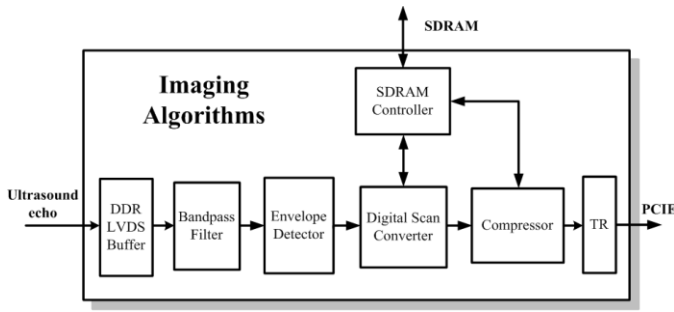 SDRAM
Imaging
Algorithms
SDRAM
Controller
Ultrasound
echo
DDR
LVDS
Buffer
Bandpass
Filter
Envelope
Detector
Digital Scan
Converter
Compressor
TR
PCIE